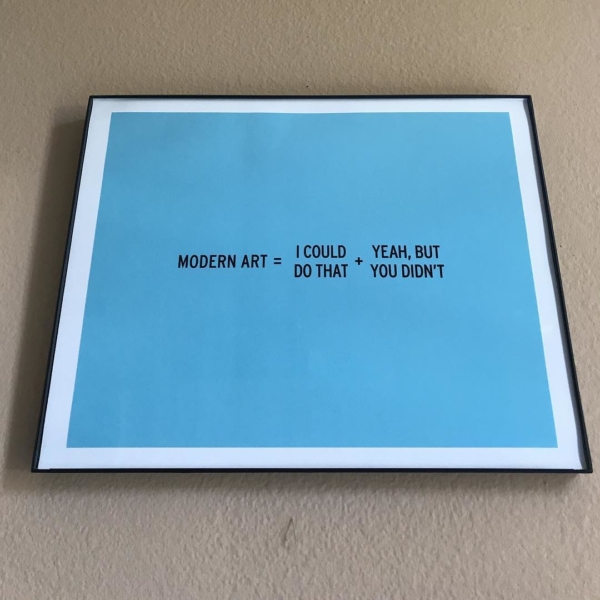 MODERN ART = I COULD DO THAT + YEAH, BUT YOU DIDN'T